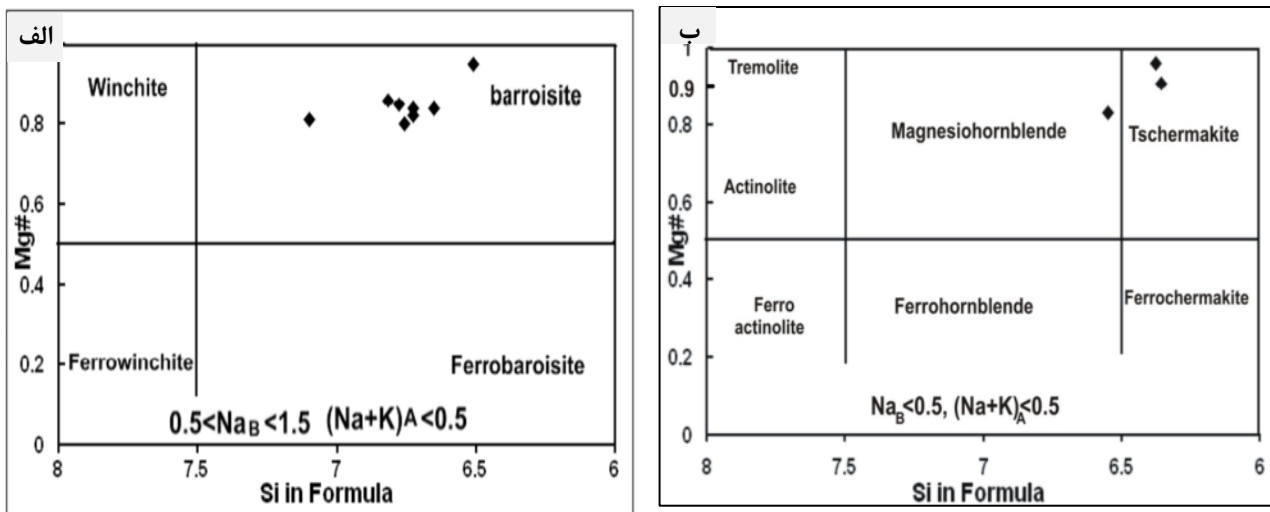 الف
Winchite
barroisite
0.8
0.6
Mg#
0.4
Ferrowinchite
0.2
Ferrobaroisite
0.5<NaB<1.5 (Na+K)A<0.5
0
8 7.5 7 6.5 6
Si in Formula
ب
1
Tremolite
0.9
0.8
Magnesiohornblende
Tschermakite
Actinolite
0.6
Mg#
0.4
Ferro
actinolite
Ferrohornblende
Ferrochermakite
0.2
NaB<0.5, (Na+K)A<0.5
0
8 7.5 7 6.5 6
Si in Formula